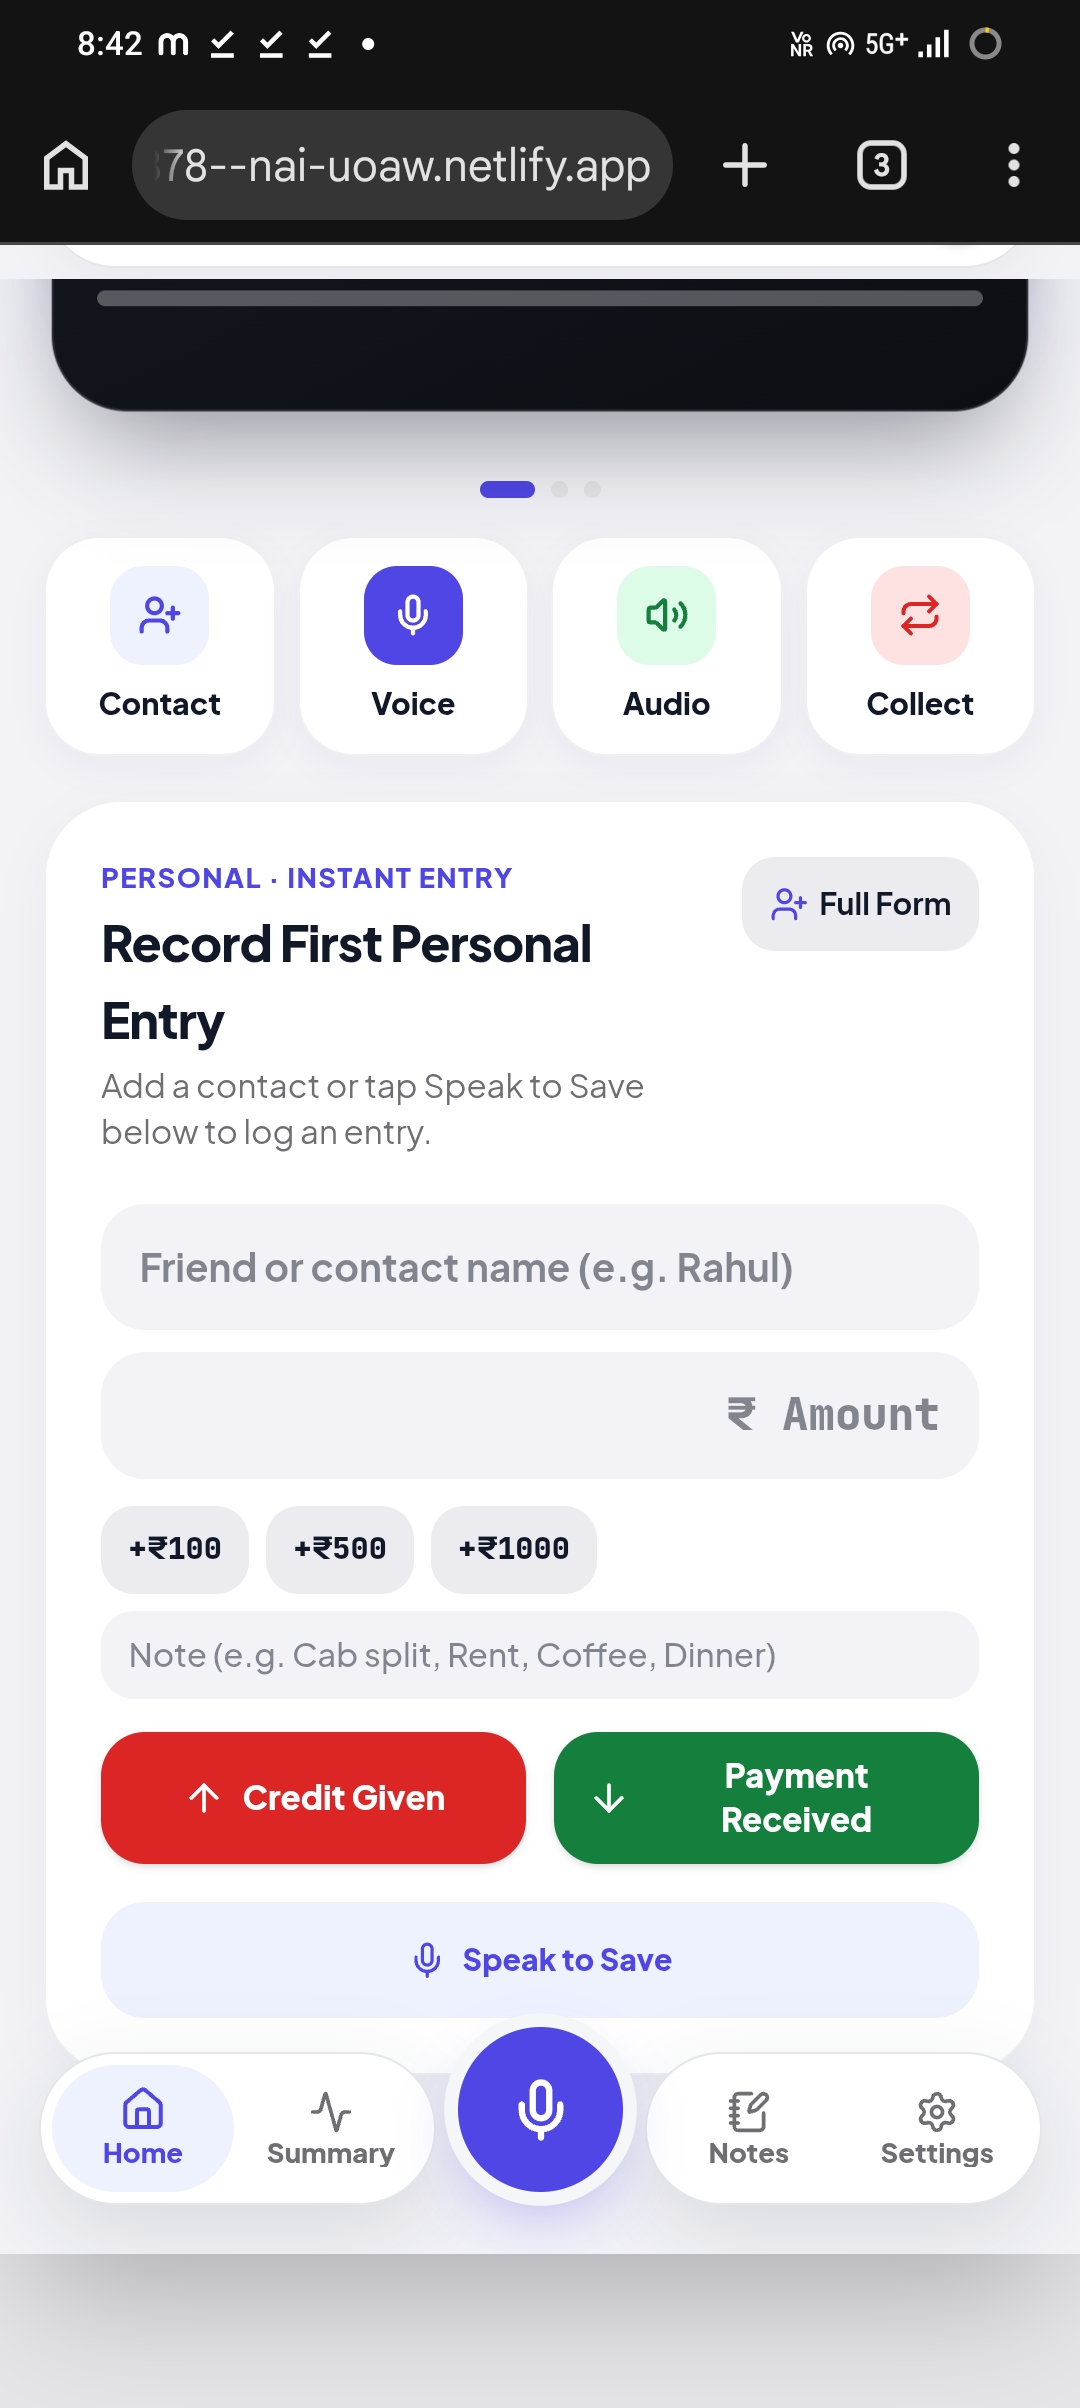 8:42
Vo NR 5G+
78--nai-uoaw.netlify.app
3
Contact
Voice
Audio
Collect
PERSONAL · INSTANT ENTRY
Full Form
Record First Personal
Entry
Add a contact or tap Speak to Save
below to log an entry.
Friend or contact name (e.g. Rahul)
₹ Amount
+₹100
+₹500
+₹1000
Note (e.g. Cab split, Rent, Coffee, Dinner)
Credit Given
Payment
Received
Speak to Save
Home
Summary
Notes
Settings